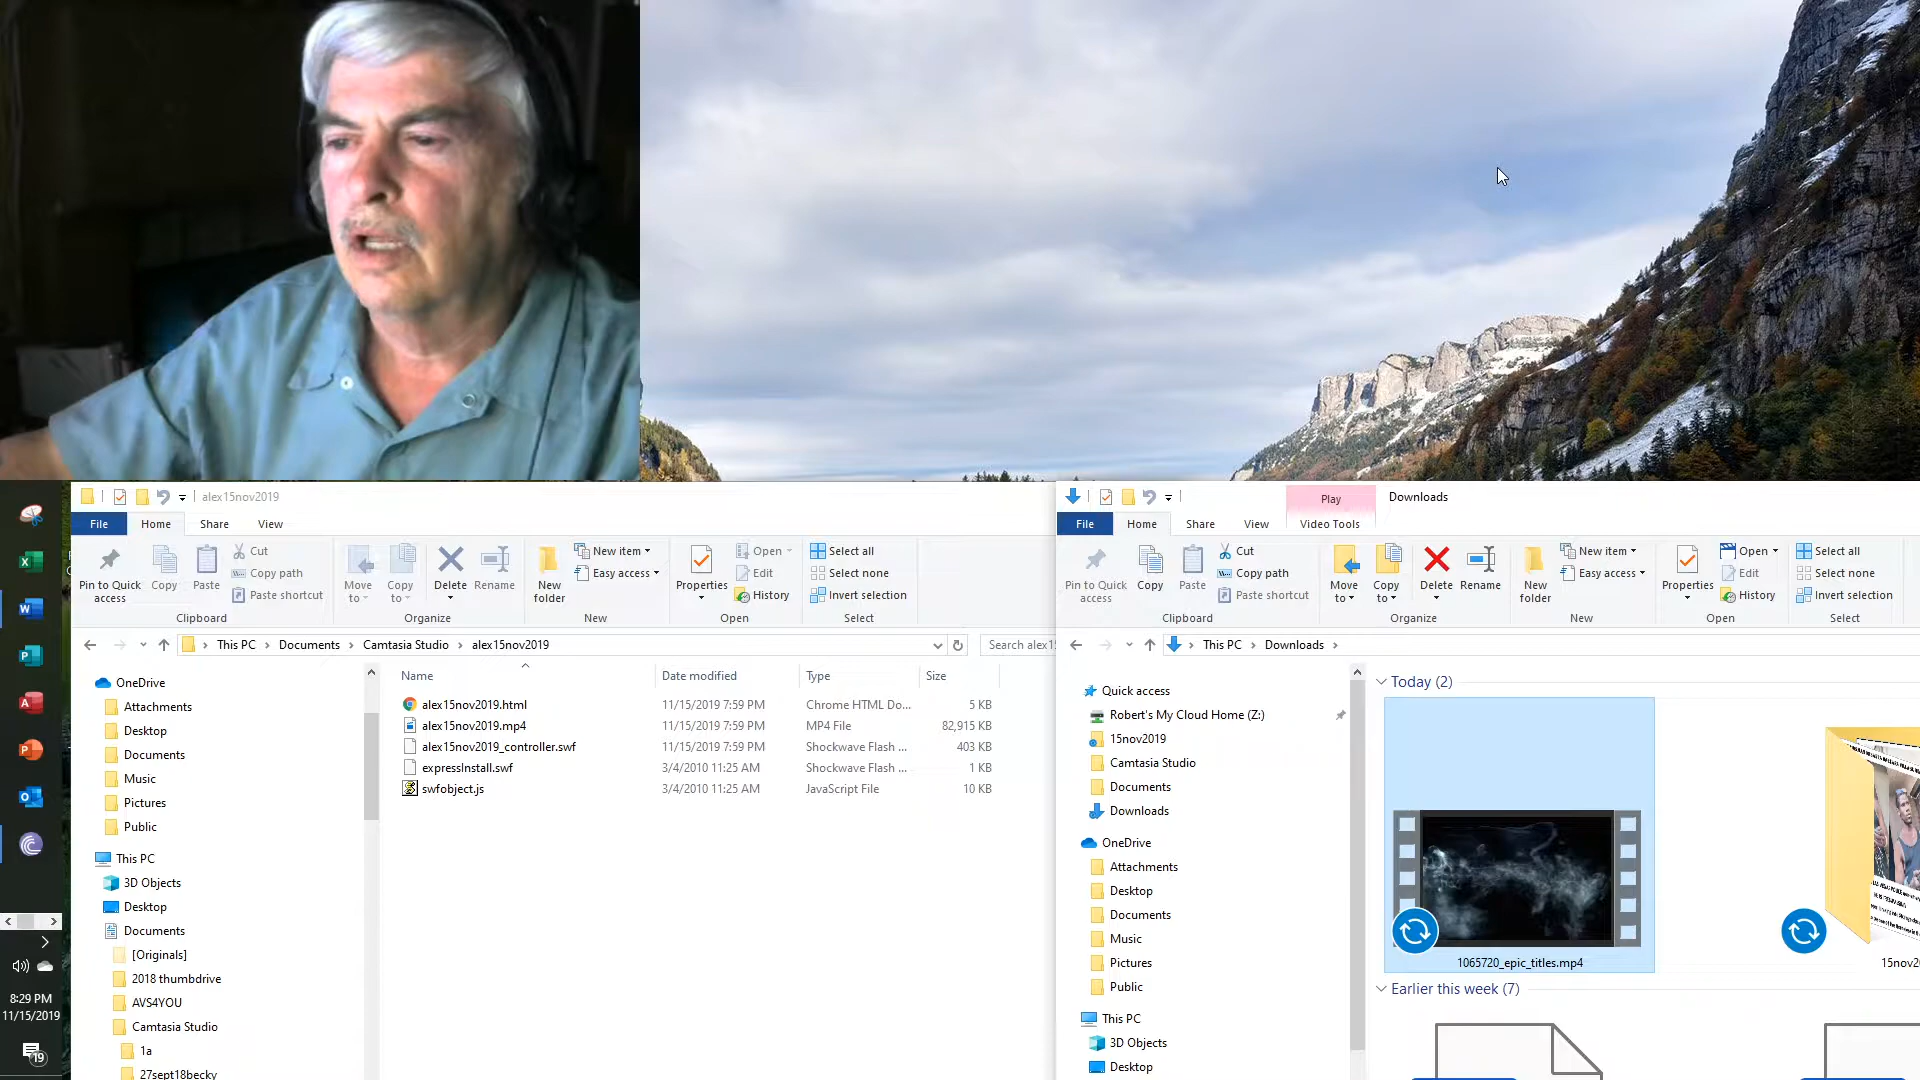 alex15nov2019
File Home Share View
Pin to Quick access
Copy
Paste
Cut
Copy path
Paste shortcut
Clipboard
Move to
Copy to
Delete
Rename
Organize
New folder
New item
Easy access
New
Properties
Open
Edit
History
Open
Select all
Select none
Invert selection
Select
This PC > Documents > Camtasia Studio > alex15nov2019
Search alex1
OneDrive
Attachments
Desktop
Documents
Music
Pictures
Public
This PC
3D Objects
Desktop
Documents
[Originals]
2018 thumbdrive
AVS4YOU
Camtasia Studio
1a
27sept18becky
Name Date modified Type Size
alex15nov2019.html 11/15/2019 7:59 PM Chrome HTML Do... 5 KB
alex15nov2019.mp4 11/15/2019 7:59 PM MP4 File 82,915 KB
alex15nov2019_controller.swf 11/15/2019 7:59 PM Shockwave Flash ... 403 KB
expressInstall.swf 3/4/2010 11:25 AM Shockwave Flash ... 1 KB
swfobject.js 3/4/2010 11:25 AM JavaScript File 10 KB
8:29 PM
11/15/2019
19
Play
Downloads
File Home Share View Video Tools
Pin to Quick access
Copy
Paste
Cut
Copy path
Paste shortcut
Clipboard
Move to
Copy to
Delete
Rename
Organize
New folder
New item
Easy access
New
Properties
Open
Edit
History
Open
Select all
Select none
Invert selection
Select
This PC > Downloads >
Quick access
Robert's My Cloud Home (Z:)
15nov2019
Camtasia Studio
Documents
Downloads
OneDrive
Attachments
Desktop
Documents
Music
Pictures
Public
This PC
3D Objects
Desktop
Today (2)
1065720_epic_titles.mp4
15nov2
Earlier this week (7)